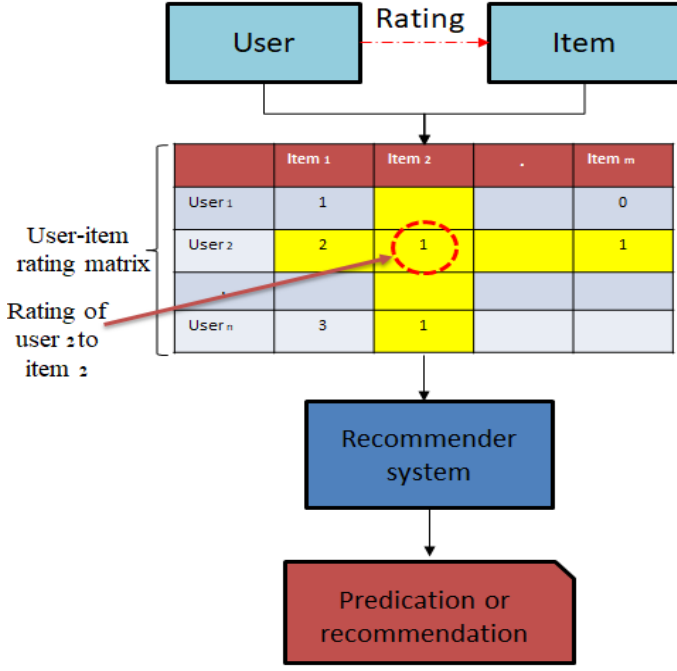 Rating
User
Item
Item 1
Item 2
.
Item m
User 1
1
0
User 2
2
1
1
.
User n
3
1
User-item
rating matrix
Rating of
user 2 to
item 2
Recommender
system
Predication or
recommendation